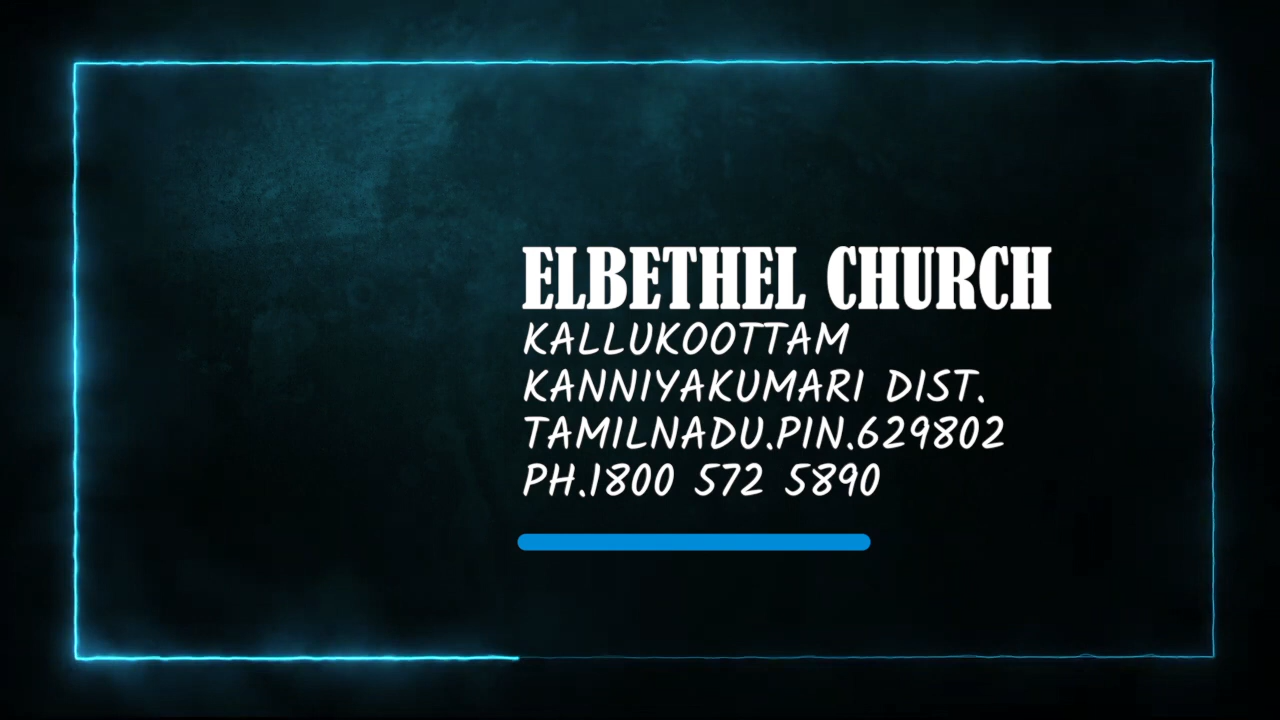 ELBETHEL CHURCH
KALLUKOOTTAM
KANNIYAKUMARI DIST.
TAMILNADU.PIN.629802
PH.1800 572 5890